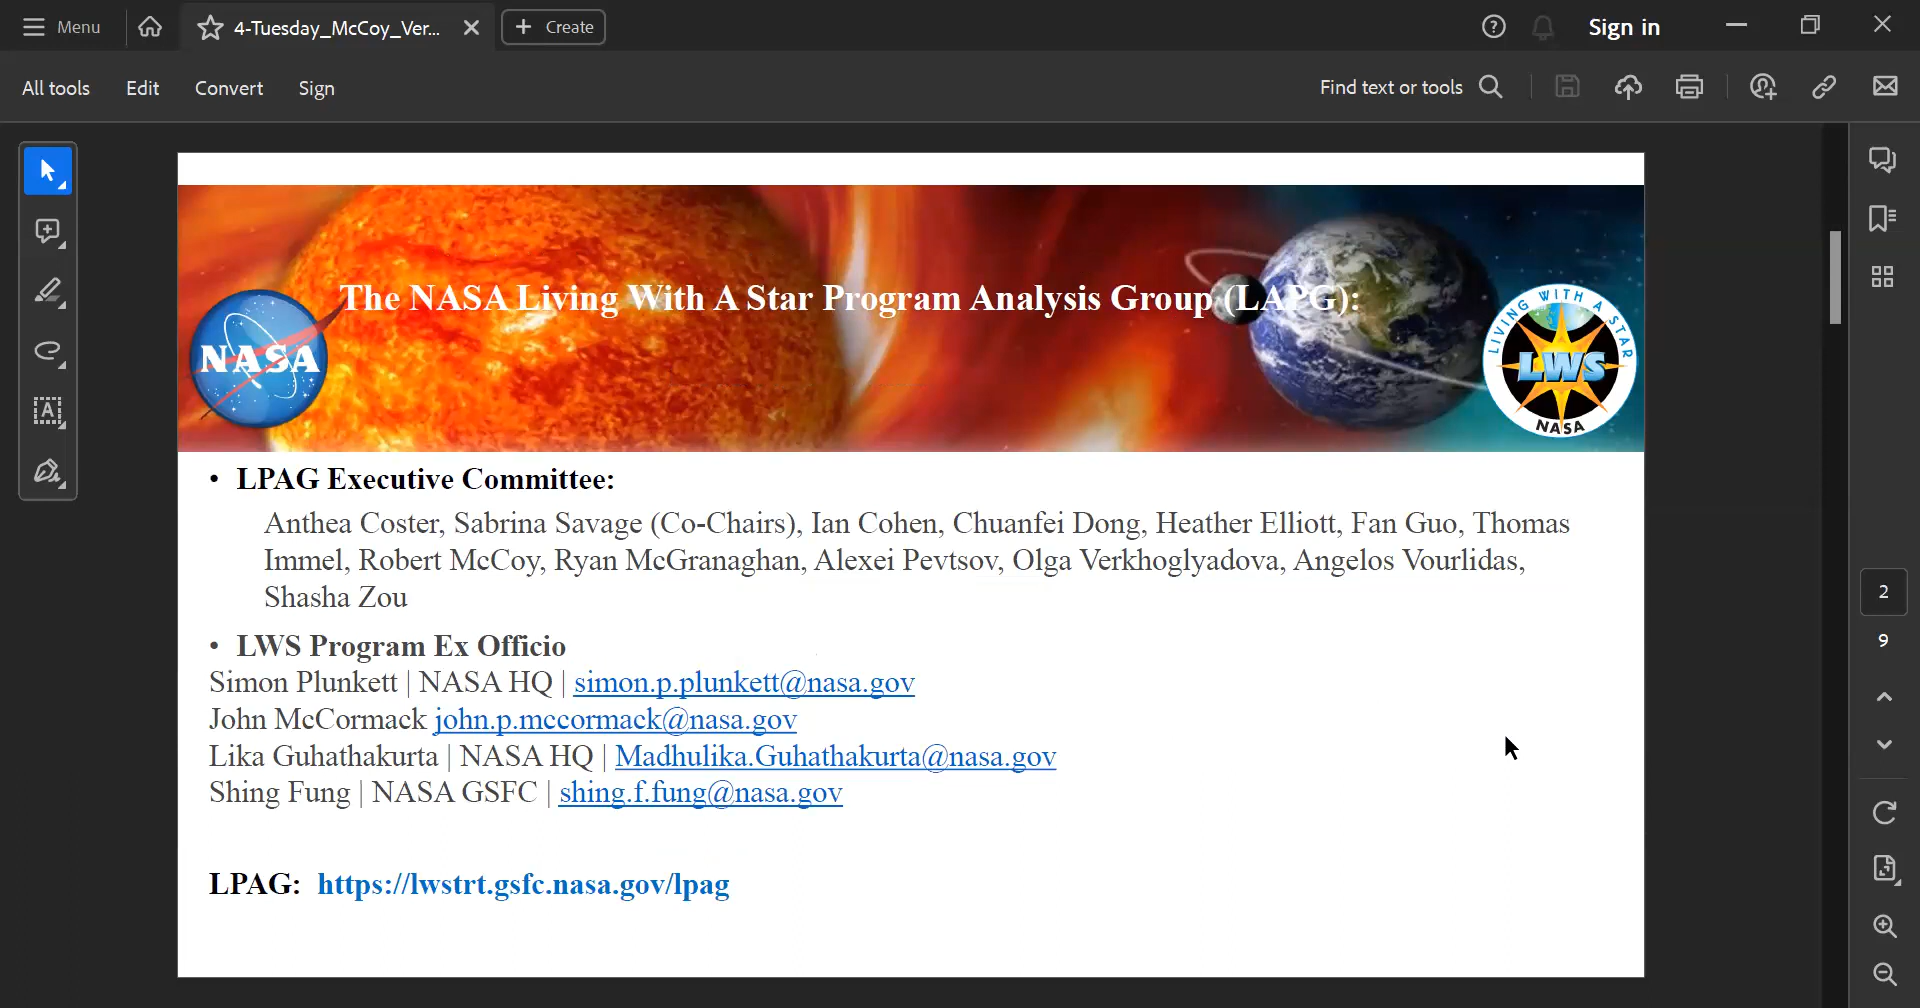 Menu
4-Tuesday_McCoy_Ver...
Create
Sign in
All tools
Edit
Convert
Sign
Find text or tools
The NASA Living With A Star Program Analysis Group (LAPG):
NASA
LIVING WITH A STAR
LWS
NASA
• LPAG Executive Committee:
Anthea Coster, Sabrina Savage (Co-Chairs), Ian Cohen, Chuanfei Dong, Heather Elliott, Fan Guo, Thomas
Immel, Robert McCoy, Ryan McGranaghan, Alexei Pevtsov, Olga Verkhoglyadova, Angelos Vourlidas,
Shasha Zou
• LWS Program Ex Officio
Simon Plunkett | NASA HQ | simon.p.plunkett@nasa.gov
John McCormack john.p.mccormack@nasa.gov
Lika Guhathakurta | NASA HQ | Madhulika.Guhathakurta@nasa.gov
Shing Fung | NASA GSFC | shing.f.fung@nasa.gov
LPAG: https://lwstrt.gsfc.nasa.gov/lpag
2
9